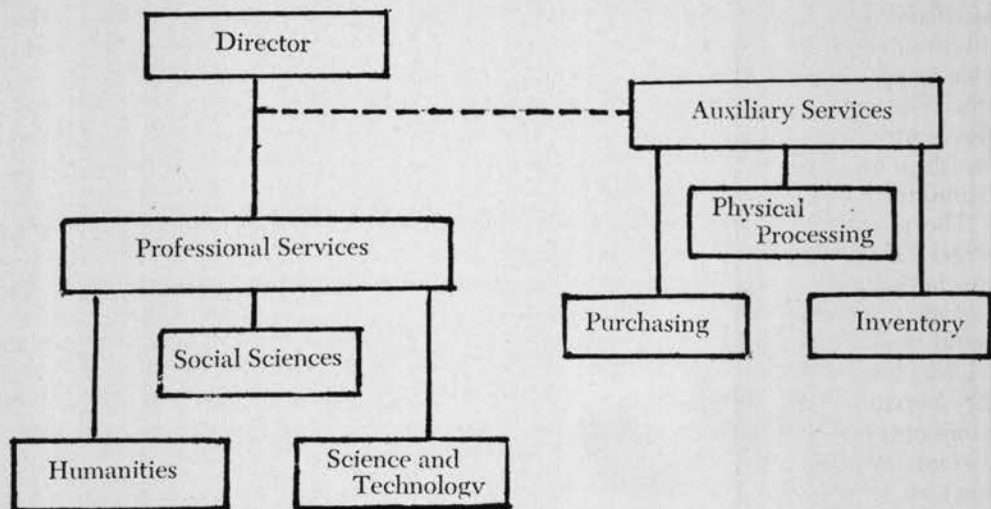 Director
Auxiliary Services
Physical
Processing
Professional Services
Purchasing
Inventory
Social Sciences
Humanities
Science and
Technology